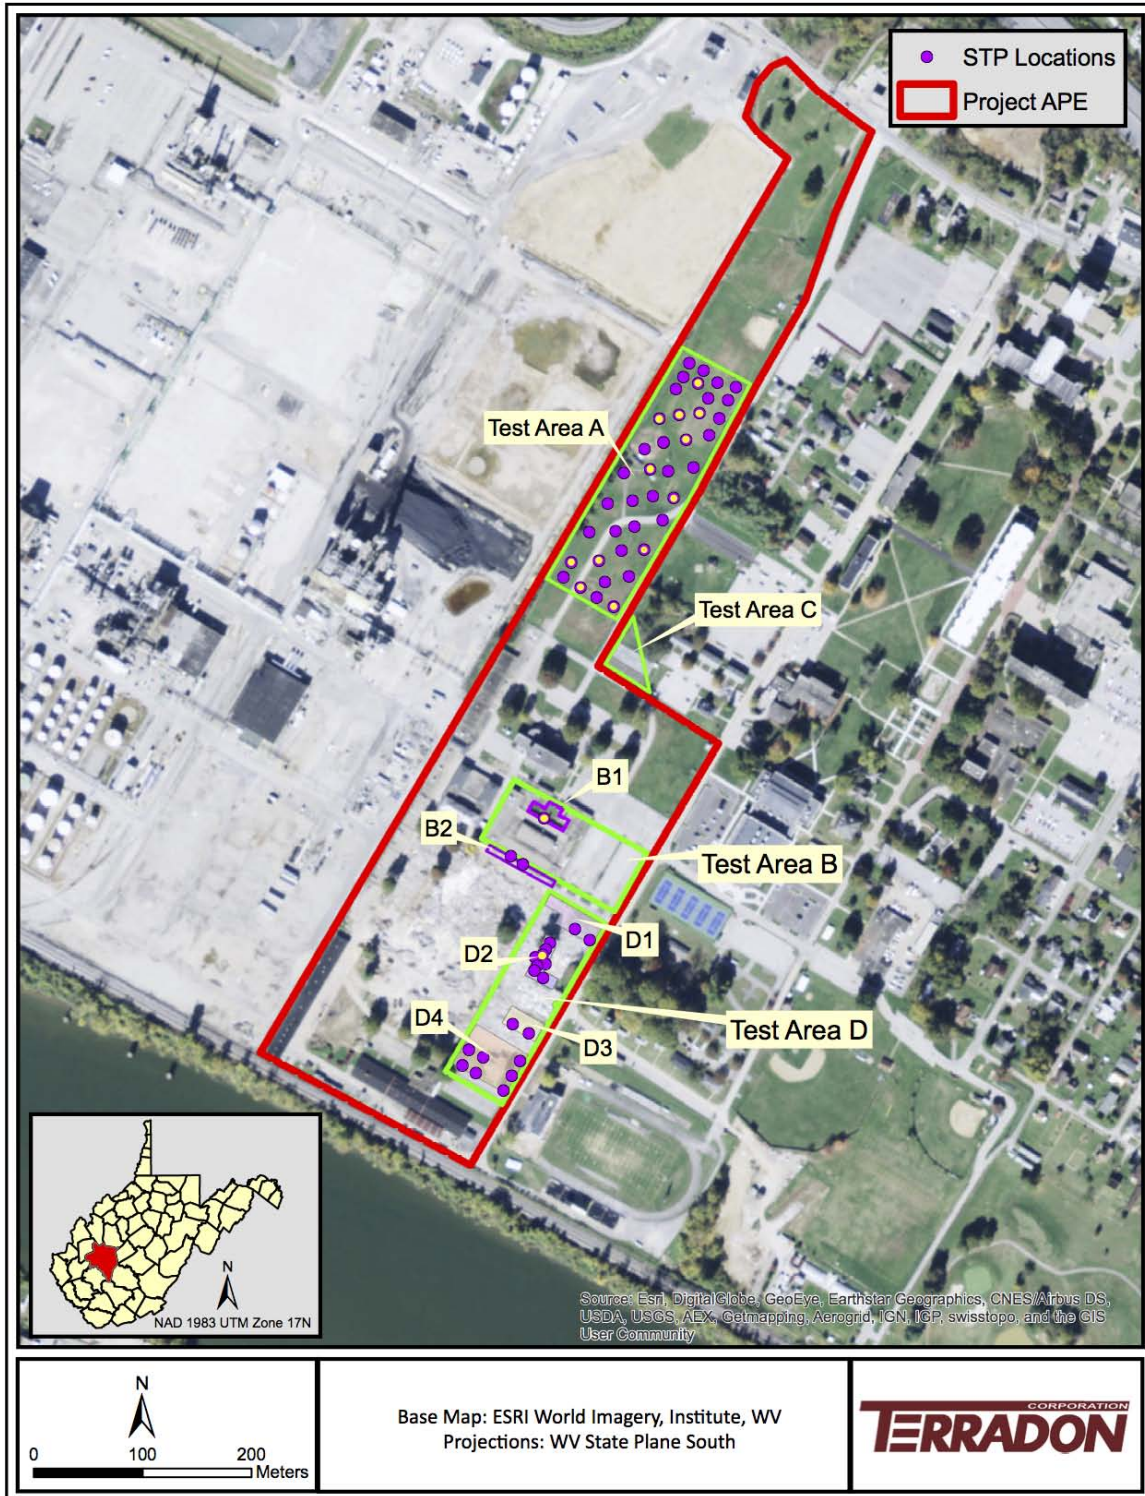 STP Locations
Project APE
Test Area A
Test Area C
B1
B2
Test Area B
D1
D2
Test Area D
D4
D3
N
NAD 1983 UTM Zone 17N
Source: Esri, DigitalGlobe, GeoEye, Earthstar Geographics, CNES/Airbus DS,
USDA, USGS, AEX, Getmapping, Aerogrid, IGN, IGP, swisstopo, and the GIS
User Community
N
0 100 200
Meters
Base Map: ESRI World Imagery, Institute, WV
Projections: WV State Plane South
CORPORATION
TERRADON